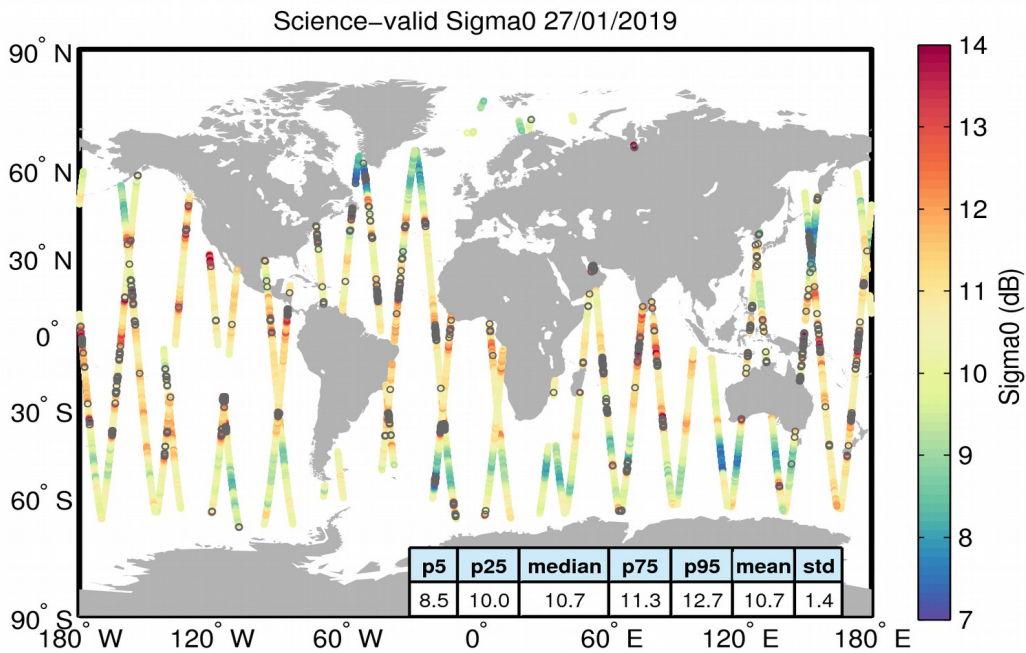 Science−valid Sigma0 27/01/2019
90° N
60° N
30° N
0°
30° S
60° S
90° S
180° W
120° W
60° W
0°
60° E
120° E
180° E
p5 p25 median p75 p95 mean std
8.5 10.0 10.7 11.3 12.7 10.7 1.4
14
13
12
11
10
9
8
7
Sigma0 (dB)